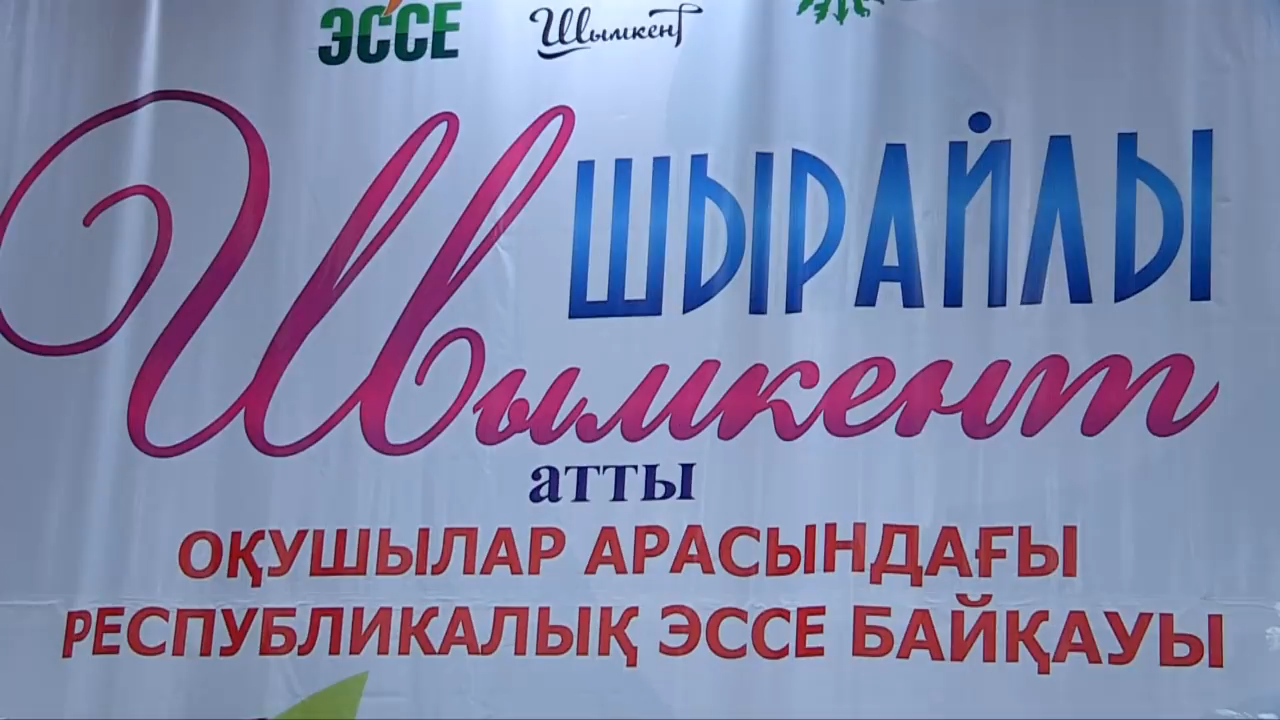 ЭССЕ
Шымкент
ШЫРАЙЛЫ
Шымкент
атты
ОҚУШЫЛАР АРАСЫНДАҒЫ
РЕСПУБЛИКАЛЫҚ ЭССЕ БАЙҚАУЫ